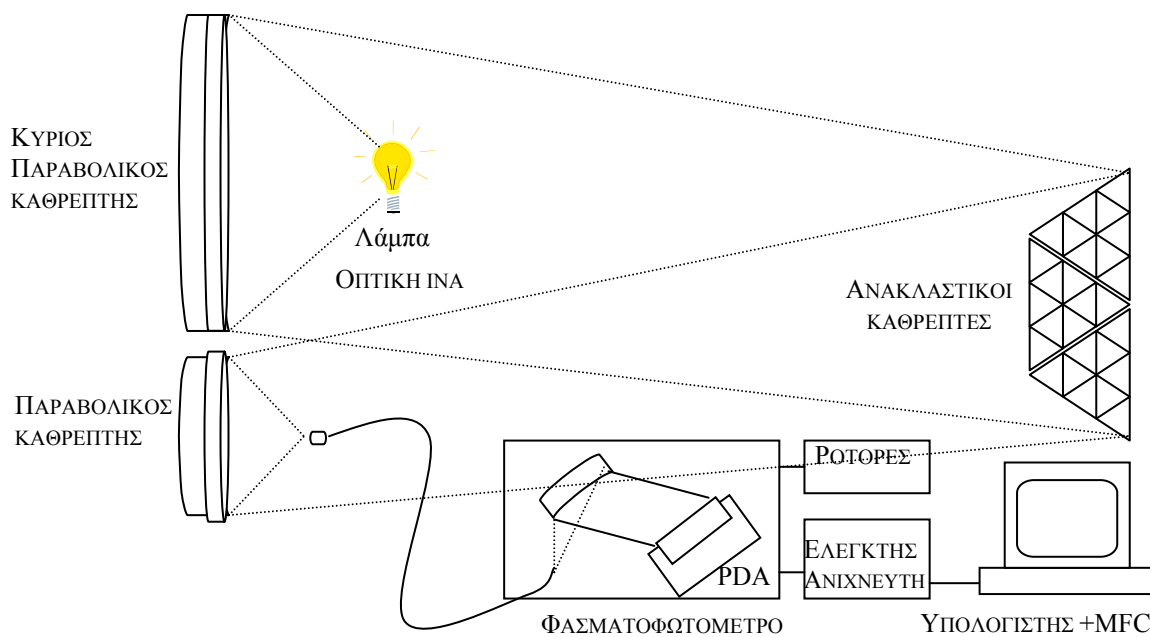 ΚΥΡΙΟΣ
ΠΑΡΑΒΟΛΙΚΟΣ
ΚΑΘΡΕΠΤΗΣ
Λάμπα
ΟΠΤΙΚΗ ΙΝΑ
ΑΝΑΚΛΑΣΤΙΚΟΙ
ΚΑΘΡΕΠΤΕΣ
ΠΑΡΑΒΟΛΙΚΟΣ
ΚΑΘΡΕΠΤΗΣ
ΡΟΤΟΡΕΣ
ΕΛΕΓΚΤΗΣ
ΑΝΙΧΝΕΥΤΗ
PDA
ΦΑΣΜΑΤΟΦΩΤΟΜΕΤΡΟ
ΥΠΟΛΟΓΙΣΤΗΣ +MFC